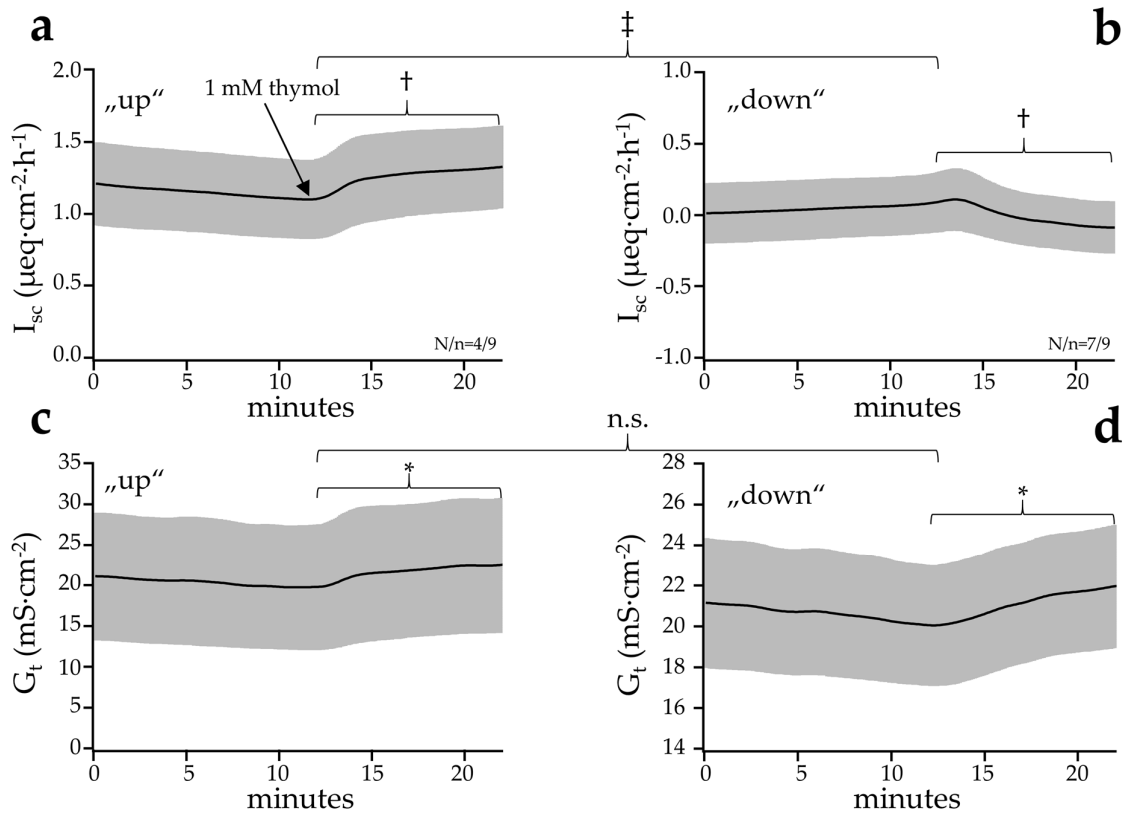 a
‡
b
2.0
1.5
1.0
0.5
0.0
I_sc (µeq·cm⁻²·h⁻¹)
„up“
1 mM thymol
†
N/n=4/9
0 5 10 15 20
minutes
1.0
0.5
0.0
-0.5
-1.0
I_sc (µeq·cm⁻²·h⁻¹)
„down“
†
N/n=7/9
0 5 10 15 20
minutes
c
n.s.
d
35
30
25
20
15
10
5
0
G_t (mS·cm⁻²)
„up“
*
0 5 10 15 20
minutes
28
26
24
22
20
18
16
14
G_t (mS·cm⁻²)
„down“
*
0 5 10 15 20
minutes